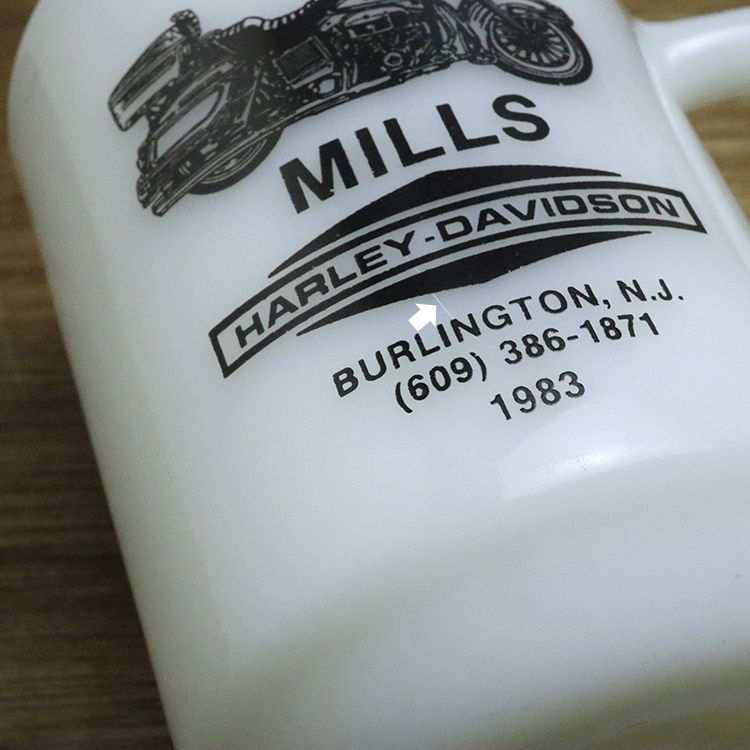 MILLS
HARLEY-DAVIDSON
BURLINGTON, N.J.
(609) 386-1871
1983